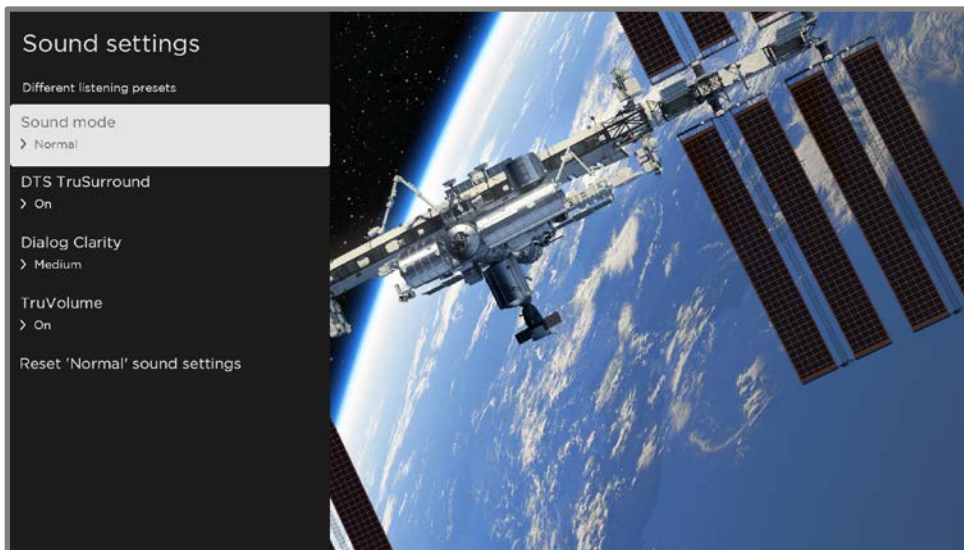 Sound settings
Different listening presets
Sound mode
Normal
DTS TruSurround
On
Dialog Clarity
Medium
TruVolume
On
Reset 'Normal' sound settings